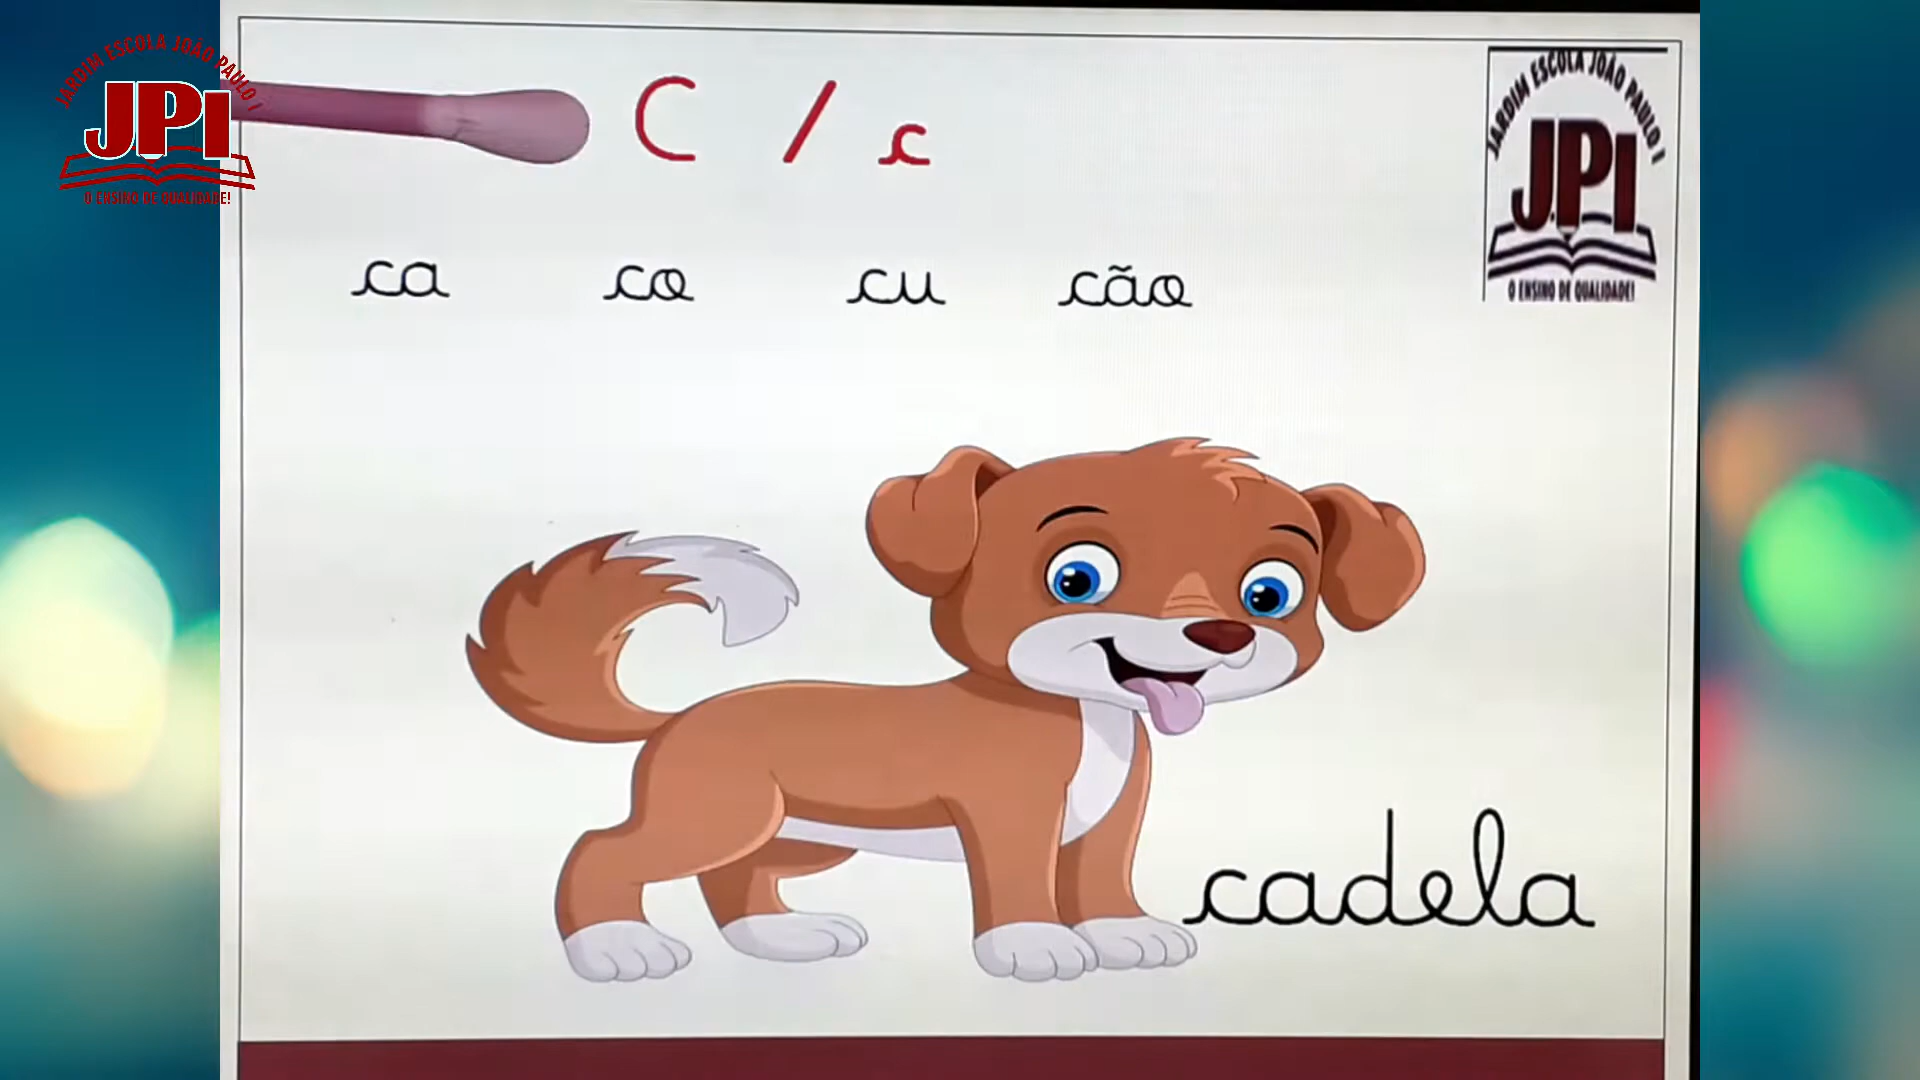 JARDIM ESCOLA JOÃO PAULO I
JPI
O ENSINO DE QUALIDADE!
C / c
JARDIM ESCOLA JOÃO PAULO I
JPI
O ENSINO DE QUALIDADE!
ca co cu cão
cadela